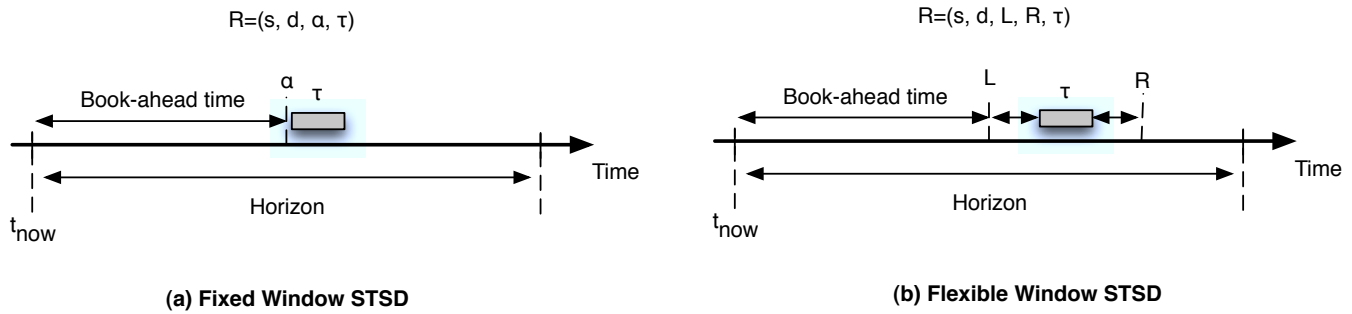 R=(s, d, α, τ)
α
τ
Book-ahead time
Time
Horizon
t_now
(a) Fixed Window STSD
R=(s, d, L, R, τ)
L
τ
R
Book-ahead time
Time
Horizon
t_now
(b) Flexible Window STSD